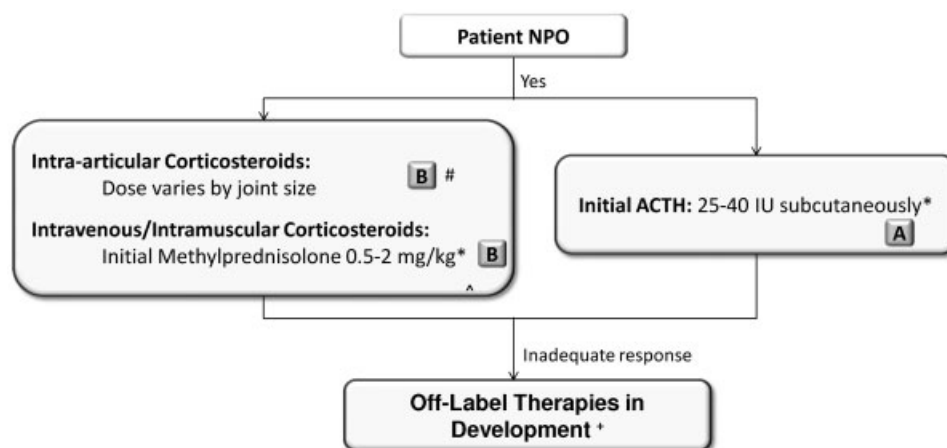 Patient NPO
Yes
Intra-articular Corticosteroids:
Dose varies by joint size
B #
Intravenous/Intramuscular Corticosteroids:
Initial Methylprednisolone 0.5-2 mg/kg* B
^
Initial ACTH: 25-40 IU subcutaneously*
A
Inadequate response
Off-Label Therapies in
Development +